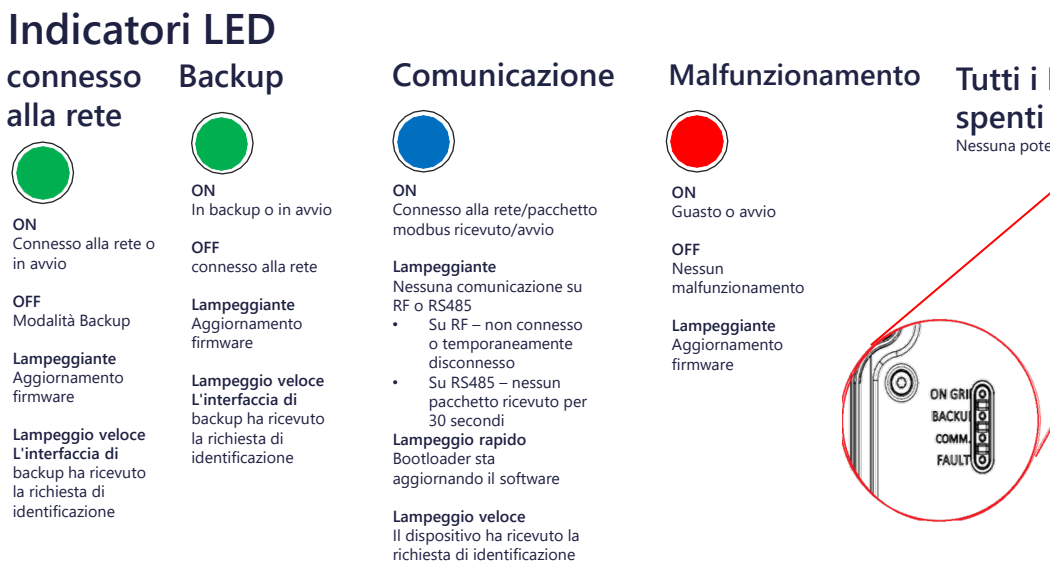 Indicatori LED
connesso
alla rete
ON
Connesso alla rete o
in avvio
OFF
Modalità Backup
Lampeggiante
Aggiornamento
firmware
Lampeggio veloce
L'interfaccia di
backup ha ricevuto
la richiesta di
identificazione
Backup
ON
In backup o in avvio
OFF
connesso alla rete
Lampeggiante
Aggiornamento
firmware
Lampeggio veloce
L'interfaccia di
backup ha ricevuto
la richiesta di
identificazione
Comunicazione
ON
Connesso alla rete/pacchetto
modbus ricevuto/avvio
Lampeggiante
Nessuna comunicazione su
RF o RS485
• Su RF – non connesso
o temporaneamente
disconnesso
• Su RS485 – nessun
pacchetto ricevuto per
30 secondi
Lampeggio rapido
Bootloader sta
aggiornando il software
Lampeggio veloce
Il dispositivo ha ricevuto la
richiesta di identificazione
Malfunzionamento
ON
Guasto o avvio
OFF
Nessun
malfunzionamento
Lampeggiante
Aggiornamento
firmware
Tutti i
spenti
Nessuna pote
ON GRI
BACKU
COMM.
FAULT